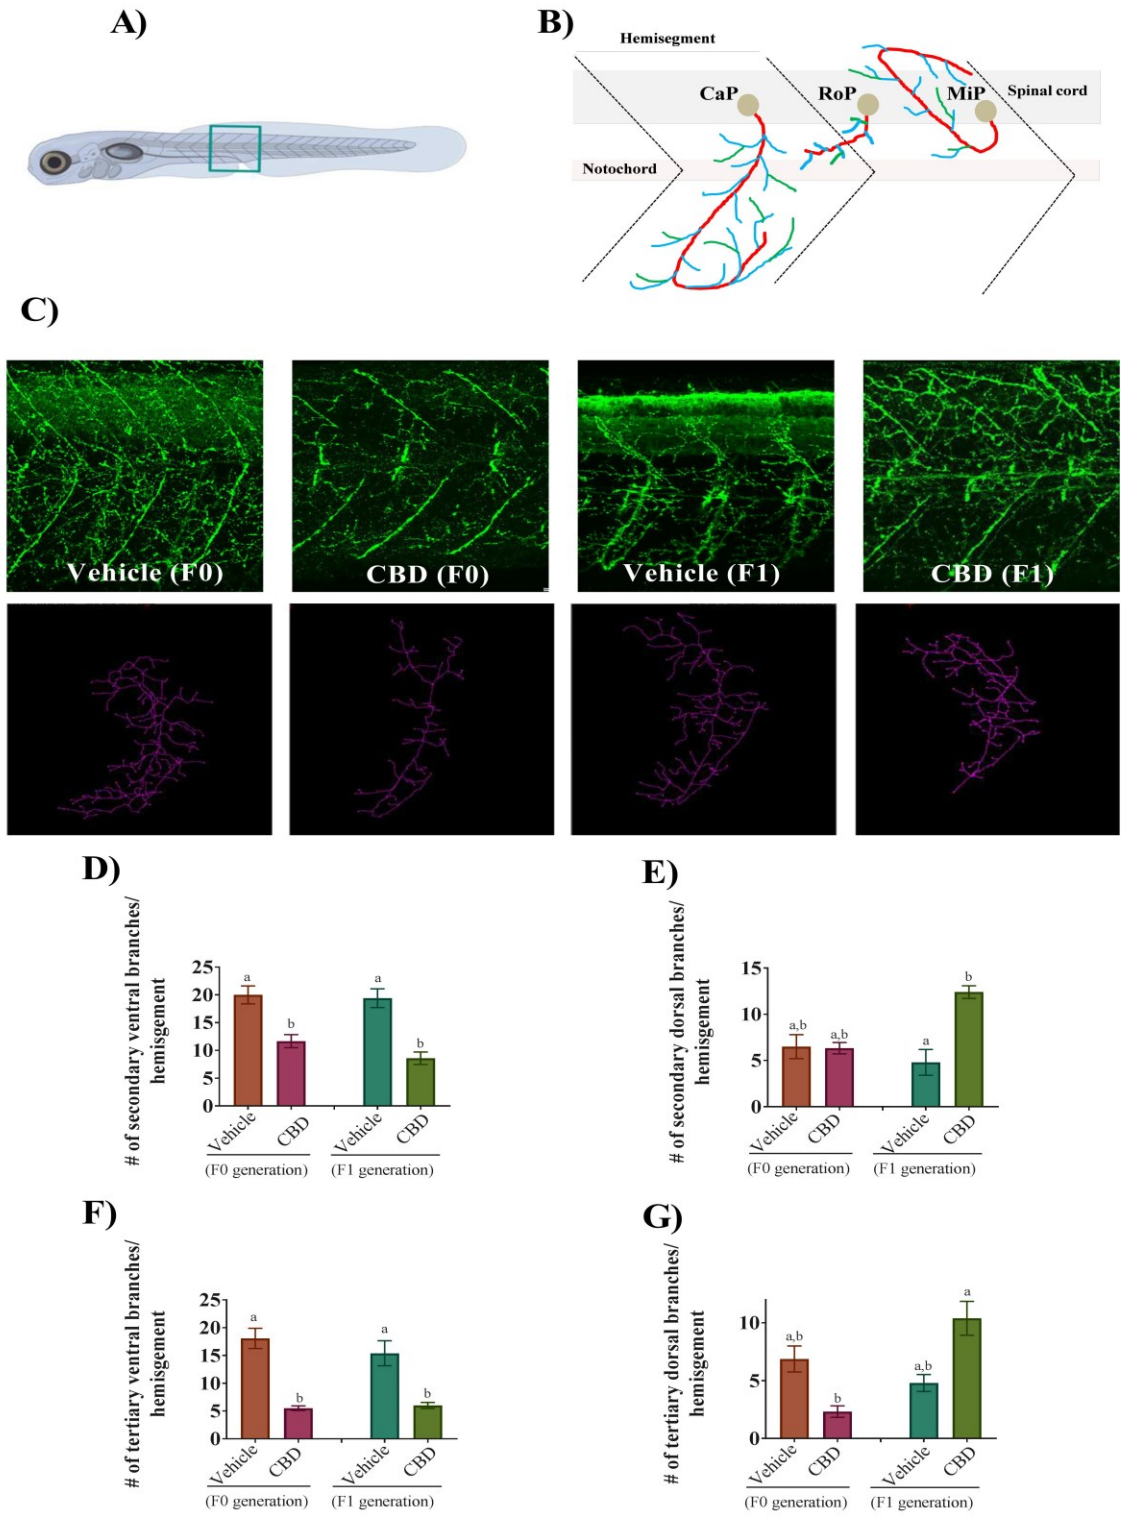 A)
B)
Hemisegment
CaP
RoP
MiP
Spinal cord
Notochord
C)
Vehicle (F0)
CBD (F0)
Vehicle (F1)
CBD (F1)
D)
# of secondary ventral branches/
hemisgement
25
20
15
10
5
0
a
b
a
b
Vehicle
CBD
Vehicle
CBD
(F0 generation)
(F1 generation)
E)
# of secondary dorsal branches/
hemisgement
15
10
5
0
a,b
a,b
a
b
Vehicle
CBD
Vehicle
CBD
(F0 generation)
(F1 generation)
F)
# of tertiary ventral branches/
hemisgement
25
20
15
10
5
0
a
b
a
b
Vehicle
CBD
Vehicle
CBD
(F0 generation)
(F1 generation)
G)
# of tertiary dorsal branches/
hemisgement
10
5
0
a,b
b
a,b
a
Vehicle
CBD
Vehicle
CBD
(F0 generation)
(F1 generation)